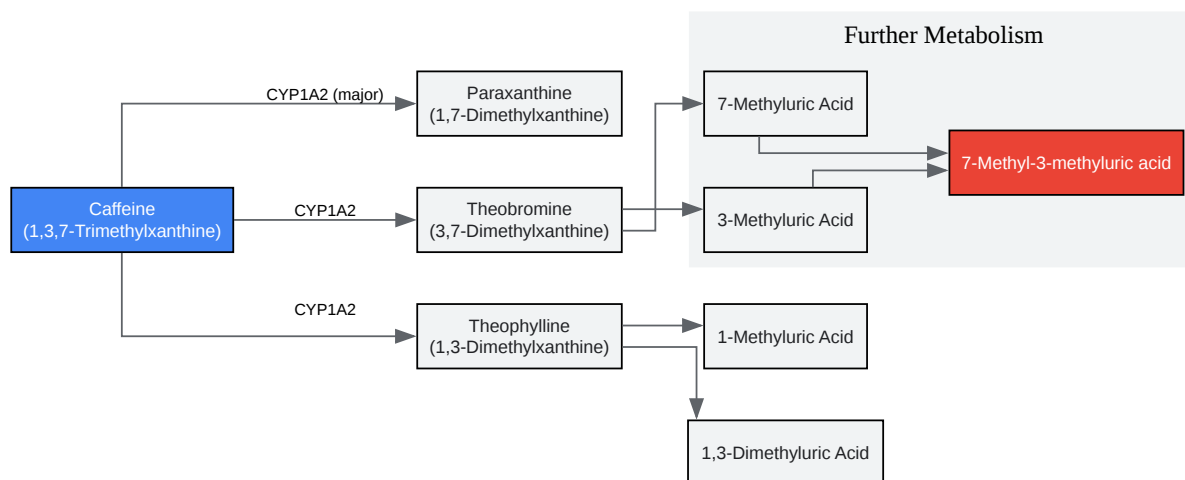 Further Metabolism
CYP1A2 (major)
Paraxanthine
(1,7-Dimethylxanthine)
7-Methyluric Acid
7-Methyl-3-methyluric acid
Caffeine
(1,3,7-Trimethylxanthine)
CYP1A2
Theobromine
(3,7-Dimethylxanthine)
3-Methyluric Acid
CYP1A2
Theophylline
(1,3-Dimethylxanthine)
1-Methyluric Acid
1,3-Dimethyluric Acid